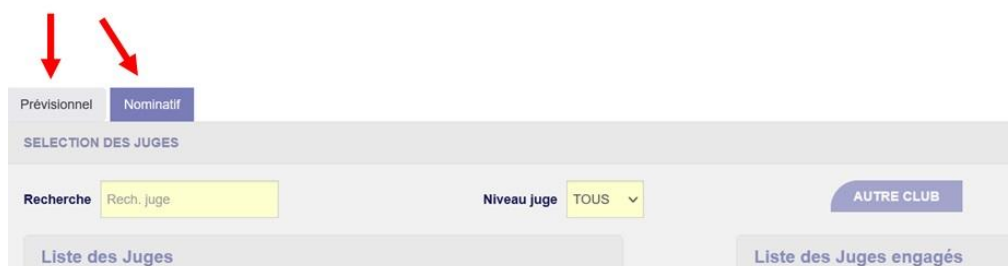 Prévisionnel Nominatif
SELECTION DES JUGES
Recherche Rech. juge Niveau juge TOUS AUTRE CLUB
Liste des Juges Liste des Juges engagés